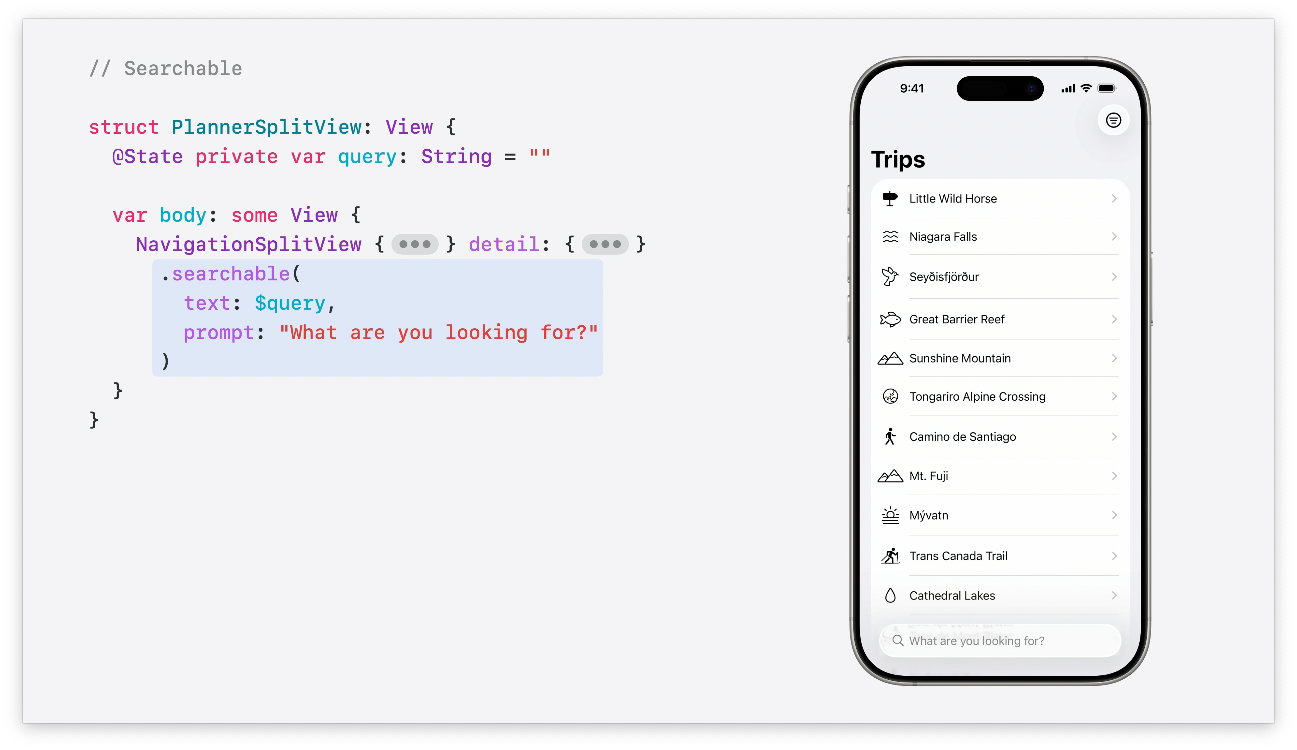 // Searchable
struct PlannerSplitView: View {
@State private var query: String = ""
var body: some View {
NavigationSplitView { ••• } detail: { ••• }
.searchable(
text: $query,
prompt: "What are you looking for?"
)
}
}
9:41
Trips
Little Wild Horse
Niagara Falls
Seyðisfjörður
Great Barrier Reef
Sunshine Mountain
Tongariro Alpine Crossing
Camino de Santiago
Mt. Fuji
Mývatn
Trans Canada Trail
Cathedral Lakes
What are you looking for?